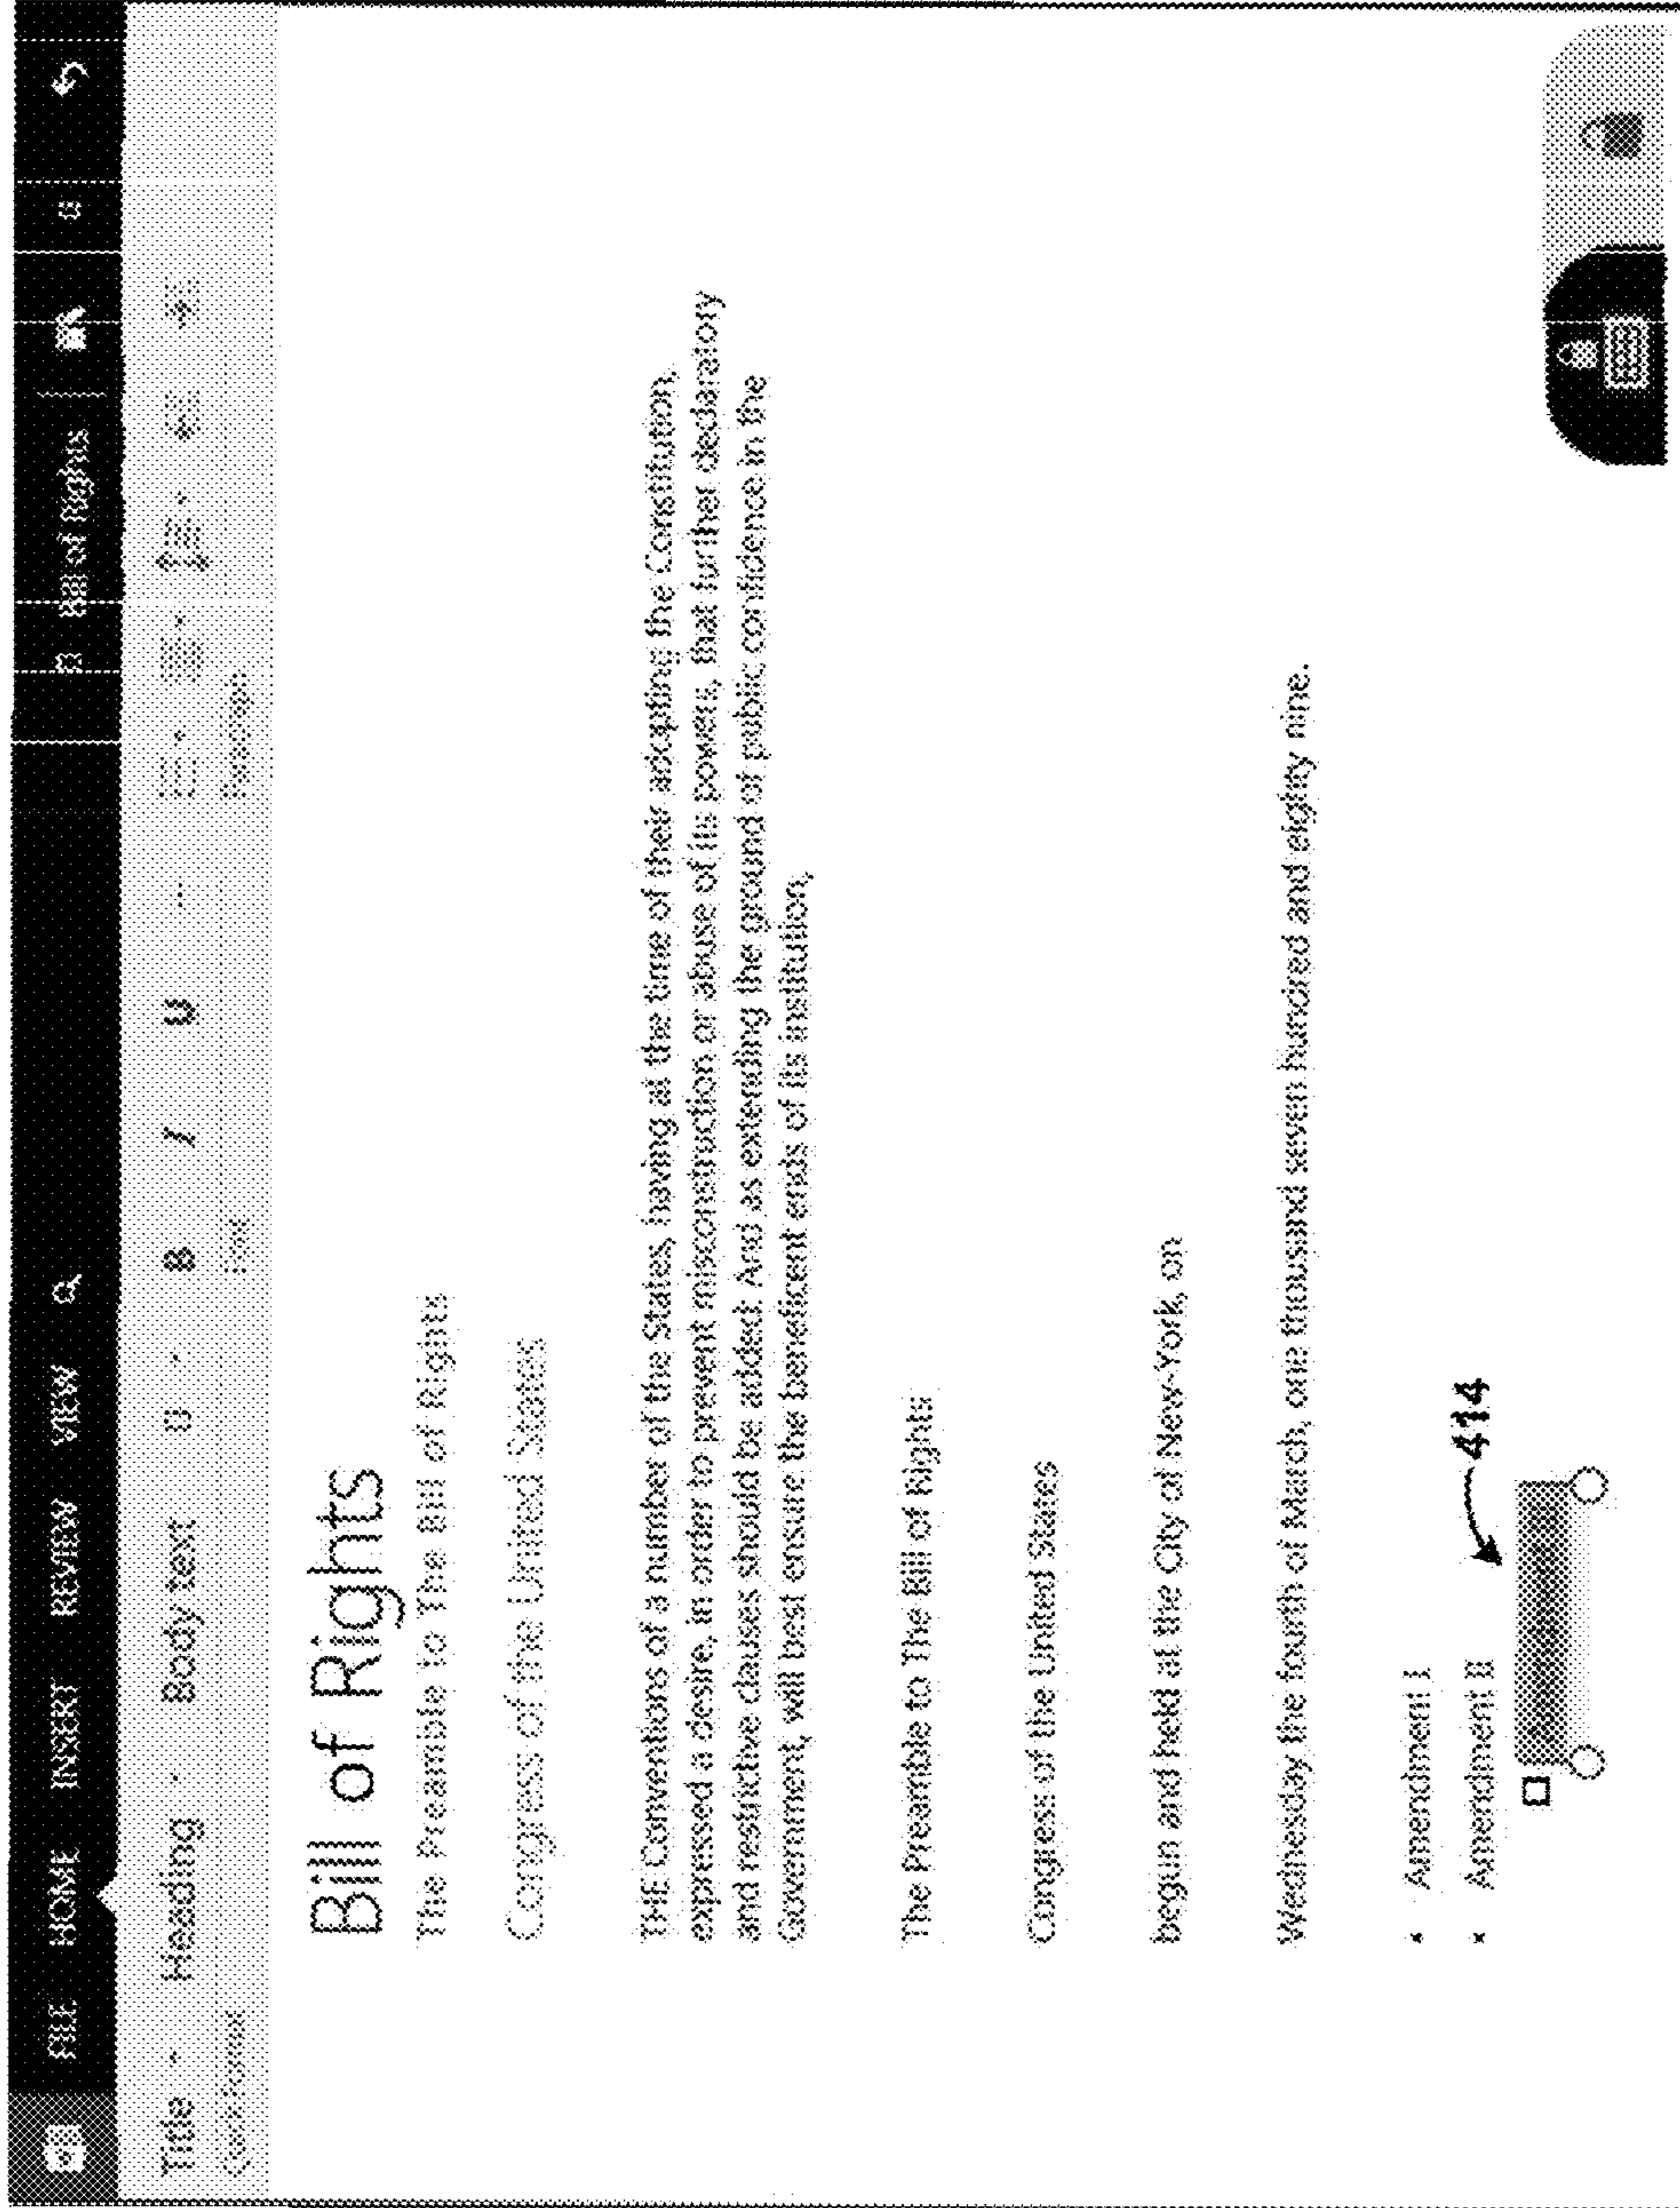 FILE HOME INSERT REVIEW VIEW
Bill of Rights
Title Heading Body text B I U
Quick Format Font Paragraph
Bill of Rights
The Preamble to The Bill of Rights
Congress of the United States
THE Conventions of a number of the States, having at the time of their adopting the Constitution,
expressed a desire, in order to prevent misconstruction or abuse of its powers, that further declaratory
and restrictive clauses should be added: And as extending the ground of public confidence in the
Government, will best ensure the beneficent ends of its institution,
The Preamble to The Bill of Rights
Congress of the United States
begun and held at the City of New-York, on
Wednesday the fourth of March, one thousand seven hundred and eighty nine.
• Amendment I
• Amendment II
414